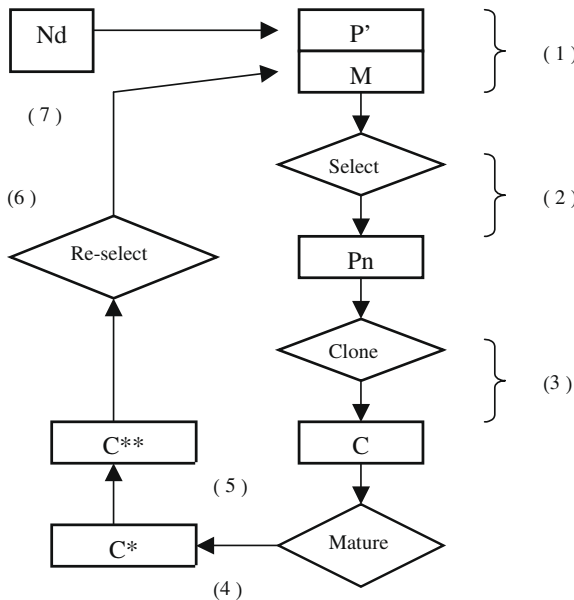 Nd
P’
( 1 )
M
( 7 )
Select
( 2 )
(6 )
Re-select
Pn
Clone
(3 )
C**
C
( 5 )
C*
Mature
(4 )